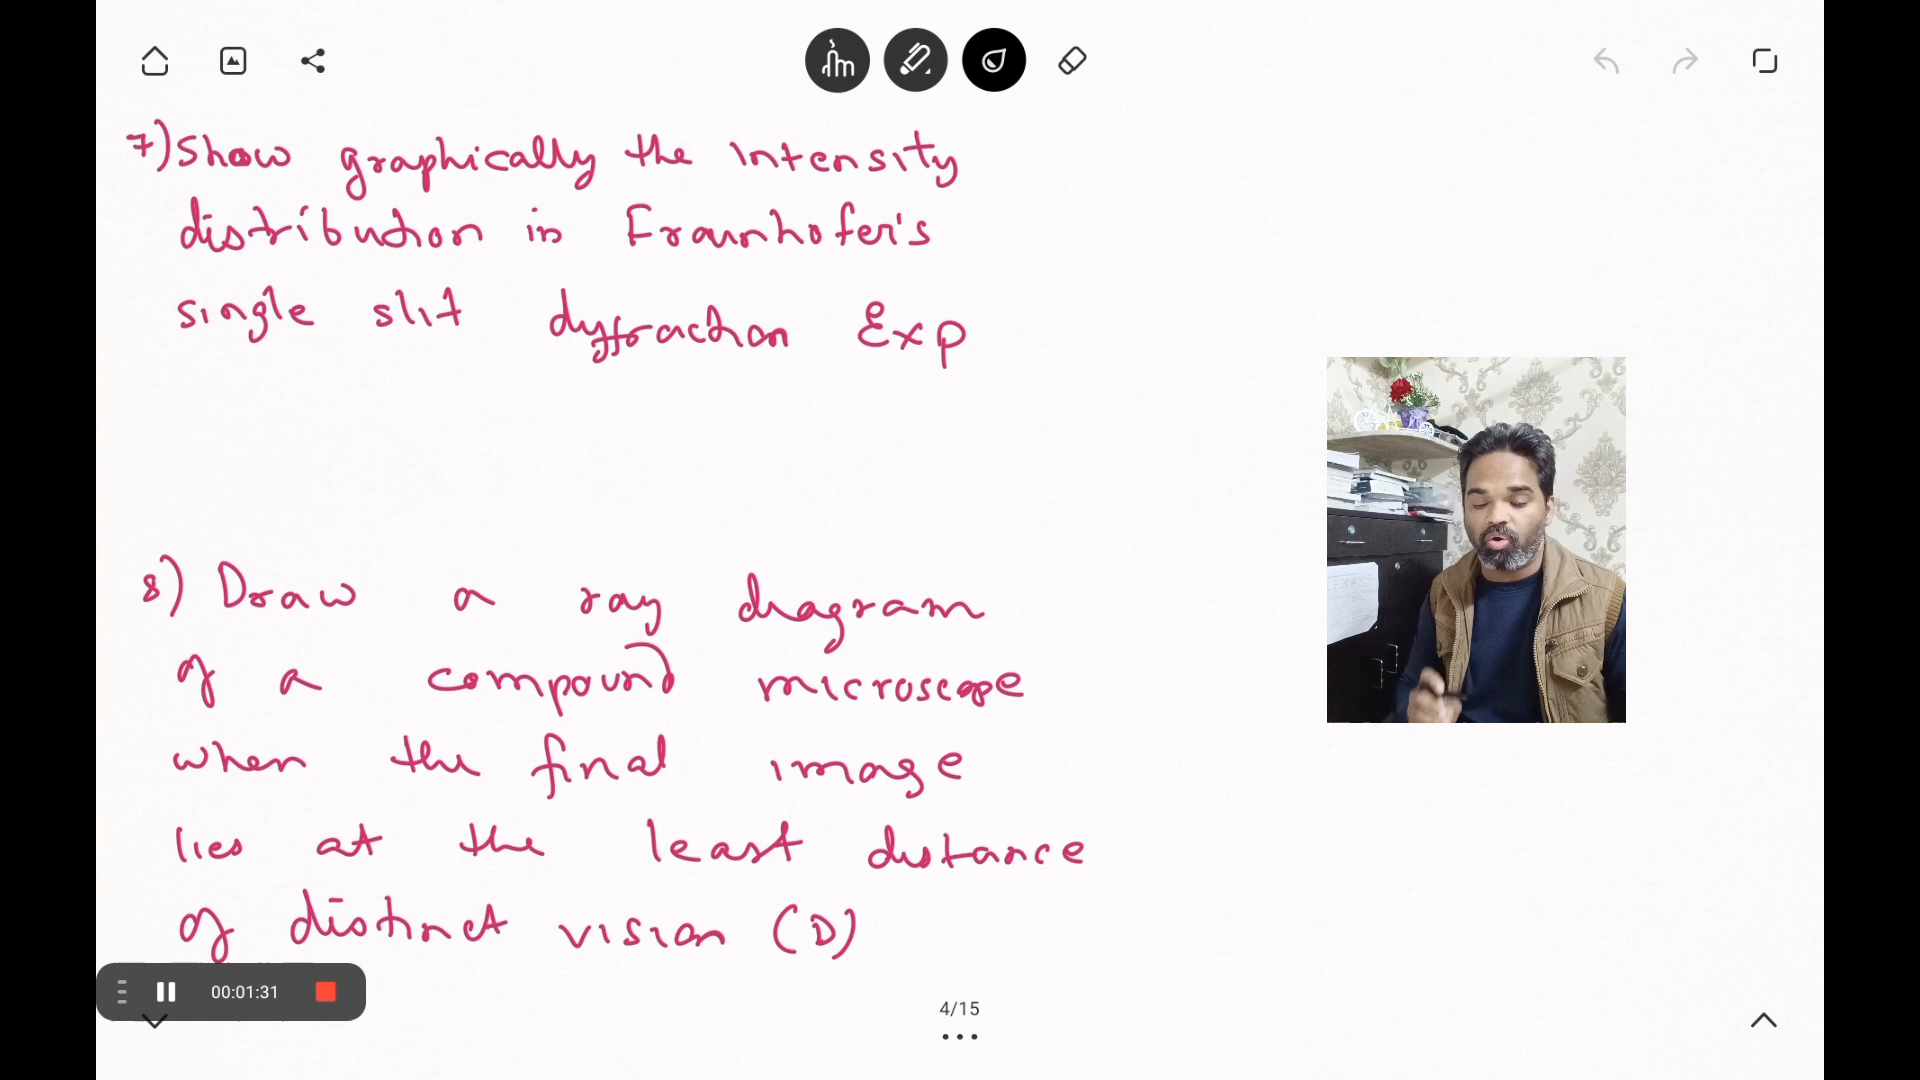 7) Show graphically the intensity
distribution in Fraunhofer's
single slit dyffraction Exp
8) Draw a ray diagram
of a compound microscope
when the final image
lies at the least distance
of distinct vision (D)
00:01:31
4/15